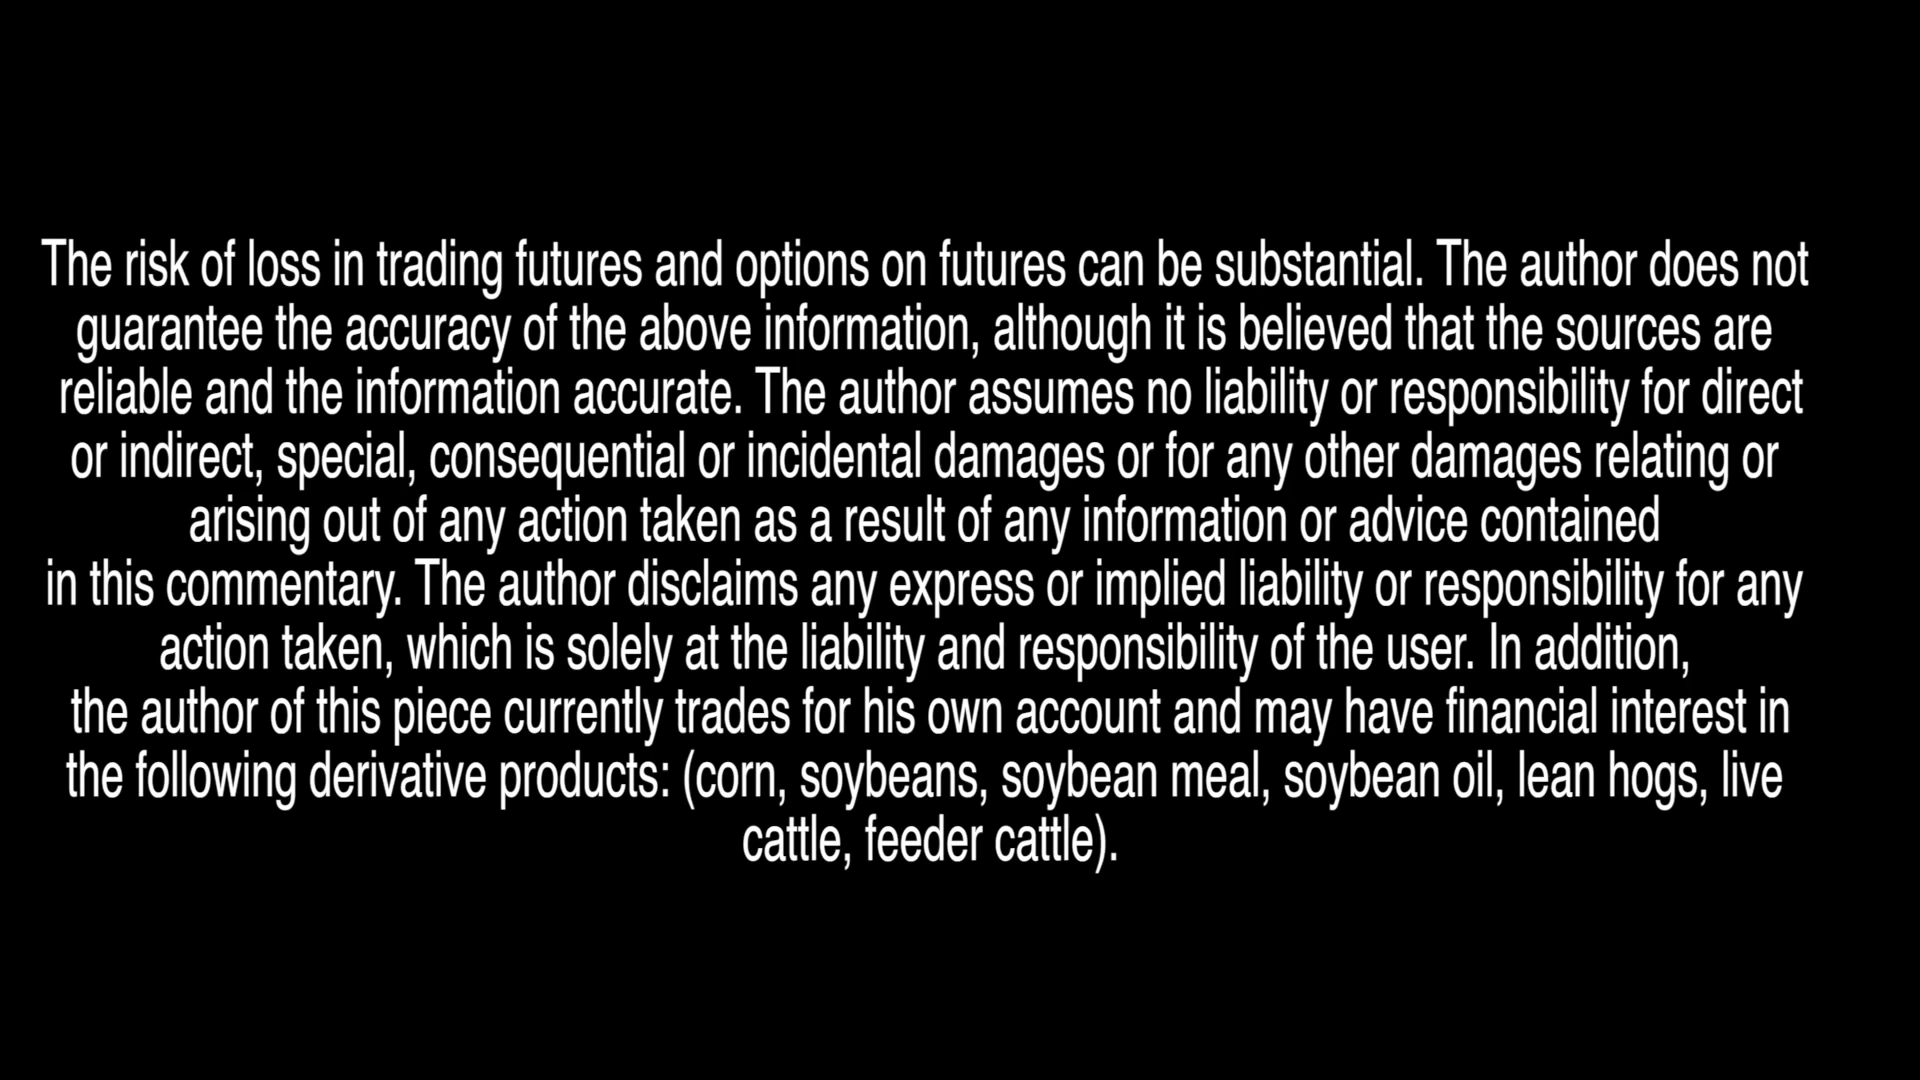 The risk of loss in trading futures and options on futures can be substantial. The author does not
guarantee the accuracy of the above information, although it is believed that the sources are
reliable and the information accurate. The author assumes no liability or responsibility for direct
or indirect, special, consequential or incidental damages or for any other damages relating or
arising out of any action taken as a result of any information or advice contained
in this commentary. The author disclaims any express or implied liability or responsibility for any
action taken, which is solely at the liability and responsibility of the user. In addition,
the author of this piece currently trades for his own account and may have financial interest in
the following derivative products: (corn, soybeans, soybean meal, soybean oil, lean hogs, live
cattle, feeder cattle).